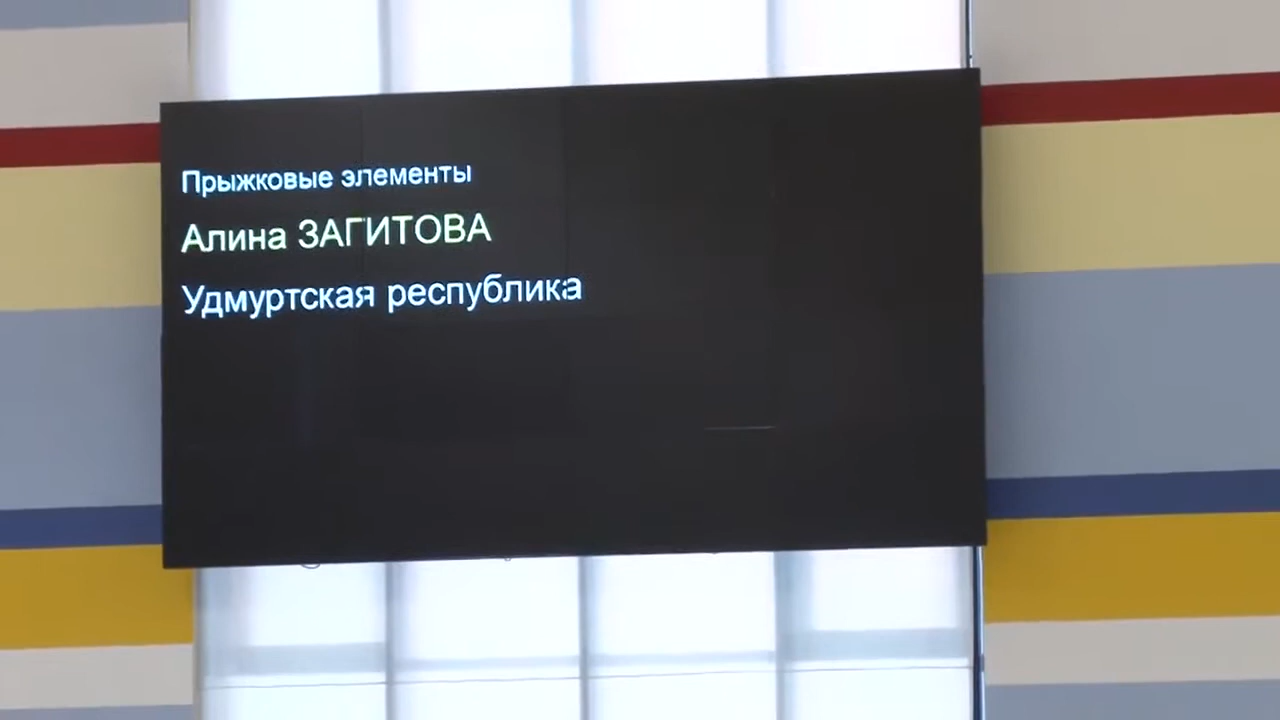 Прыжковые элементы
Алина ЗАГИТОВА
Удмуртская республика